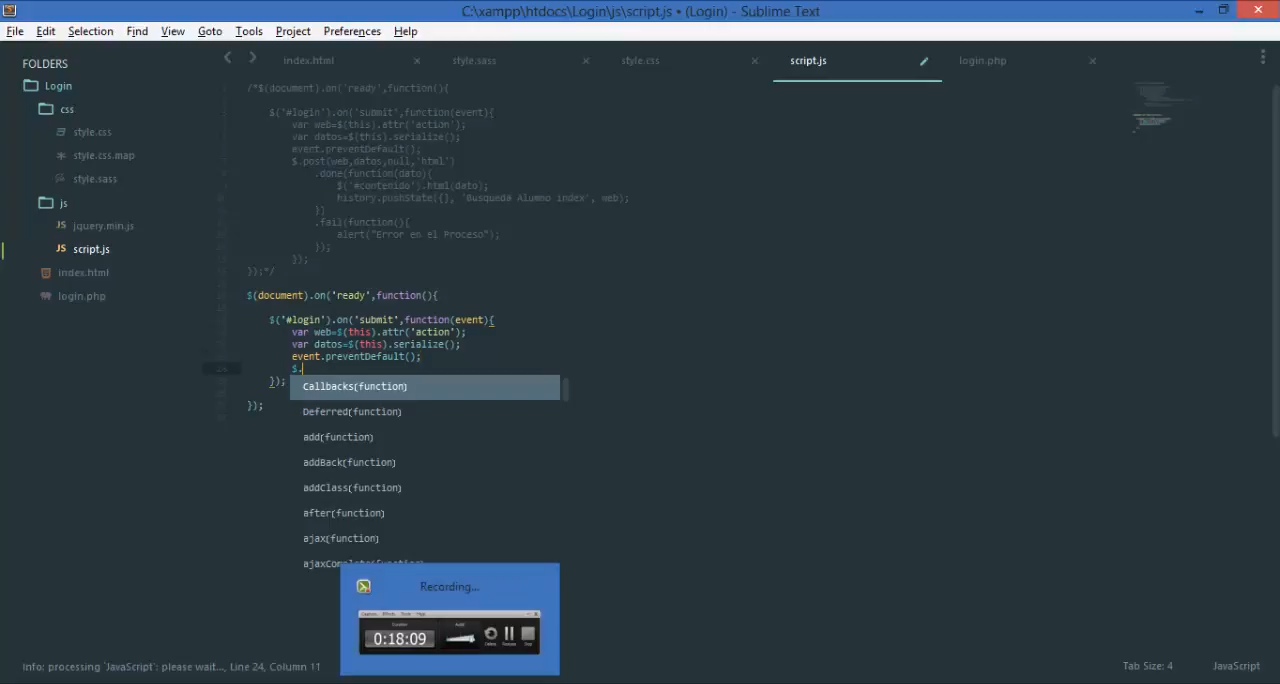 C:\xampp\htdocs\Login\js\script.js • (Login) - Sublime Text
File Edit Selection Find View Goto Tools Project Preferences Help
FOLDERS
Login
css
style.css
style.css.map
style.sass
js
JS jquery.min.js
JS script.js
index.html
login.php
index.html × style.sass × style.css × script.js login.php ×
/*$(document).on('ready',function(){
$('#login').on('submit',function(event){
var web=$(this).attr('action');
var datos=$(this).serialize();
event.preventDefault();
$.post(web,datos,null,'html')
.done(function(dato){
$('#contenido').html(dato);
history.pushState({}, 'Busqueda Alumno index', web);
})
.fail(function(){
alert("Error en el Proceso");
});
});
});*/
$(document).on('ready',function(){
$('#login').on('submit',function(event){
var web=$(this).attr('action');
var datos=$(this).serialize();
event.preventDefault();
$.
});
});
Callbacks(function)
Deferred(function)
add(function)
addBack(function)
addClass(function)
after(function)
ajax(function)
Recording...
0:18:09
Info: processing `JavaScript`: please wait..., Line 24, Column 11
Tab Size: 4
JavaScript